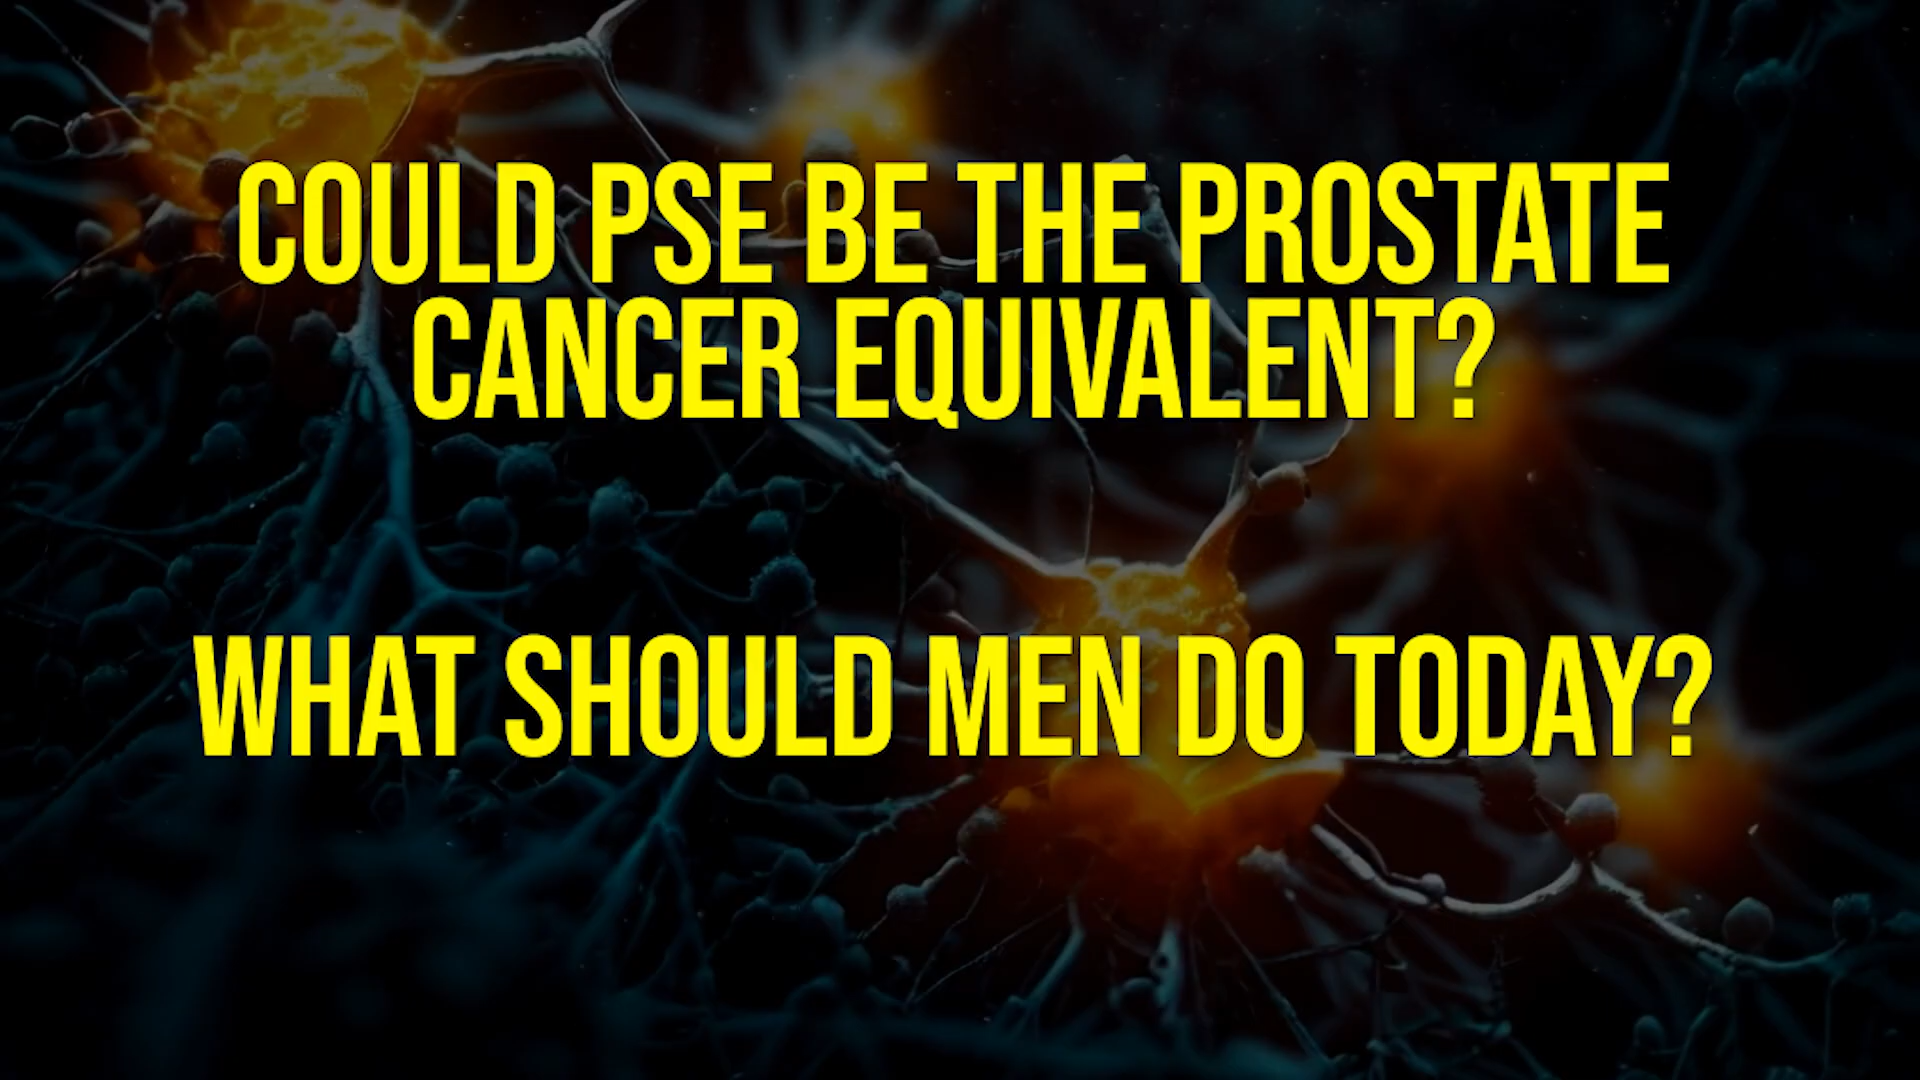 COULD PSE BE THE PROSTATE
CANCER EQUIVALENT?
WHAT SHOULD MEN DO TODAY?